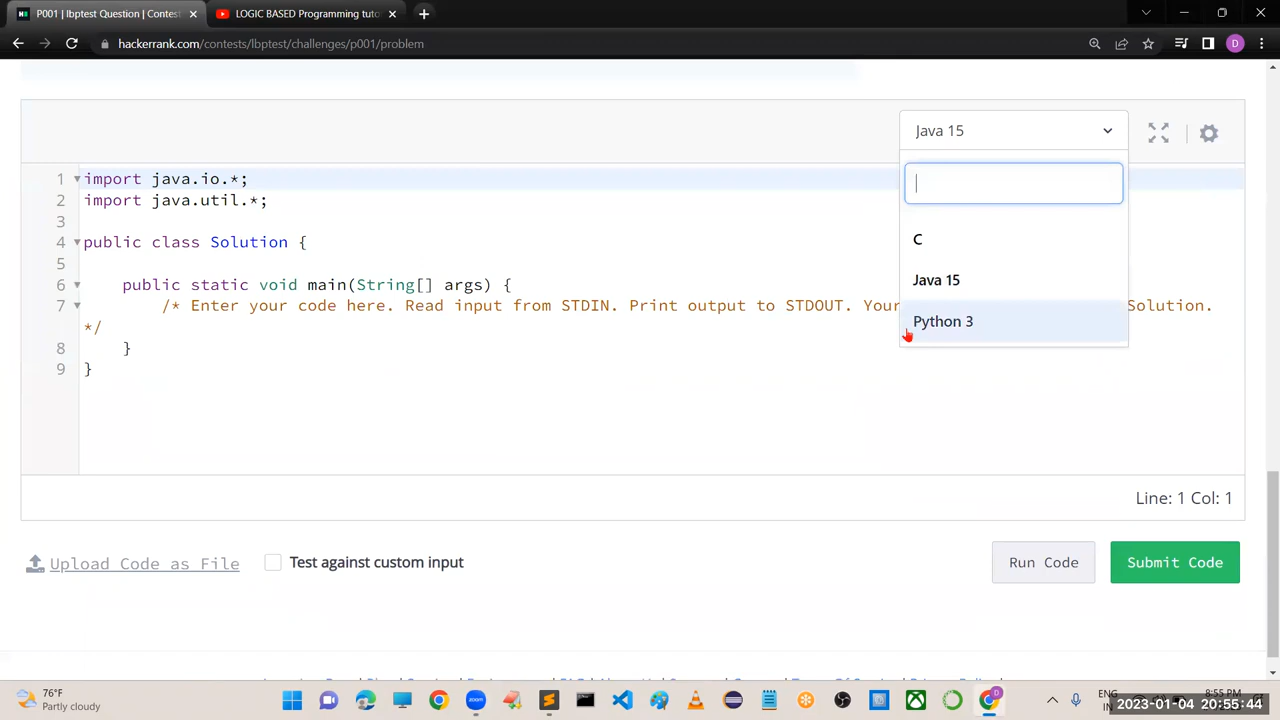 P001 | lbptest Question | Contes
LOGIC BASED Programming tuto
hackerrank.com/contests/lbptest/challenges/p001/problem
D
Java 15
1 import java.io.*;
2 import java.util.*;
3
4 public class Solution {
5
6 public static void main(String[] args) {
7 /* Enter your code here. Read input from STDIN. Print output to STDOUT. Your Solution.
*/
8 }
9 }
C
Java 15
Python 3
Line: 1 Col: 1
Upload Code as File
Test against custom input
Run Code
Submit Code
76°F
Partly cloudy
zoom
D
ENG
IN
8:55 PM
2023-01-04 20:55:44